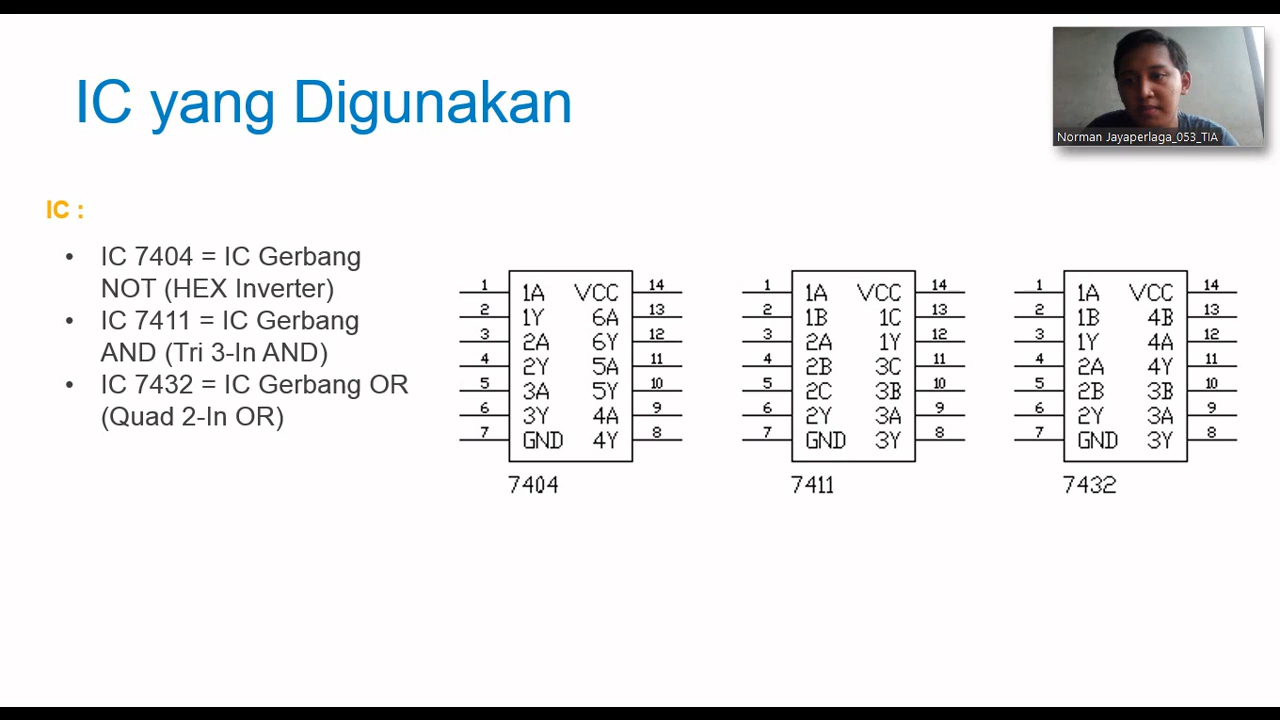 IC yang Digunakan
Norman Jayaperlaga_053_TIA
IC :
• IC 7404 = IC Gerbang
NOT (HEX Inverter)
• IC 7411 = IC Gerbang
AND (Tri 3-In AND)
• IC 7432 = IC Gerbang OR
(Quad 2-In OR)
1 1A VCC 14
2 1Y 6A 13
3 2A 6Y 12
4 2Y 5A 11
5 3A 5Y 10
6 3Y 4A 9
7 GND 4Y 8
7404
1 1A VCC 14
2 1B 1C 13
3 2A 1Y 12
4 2B 3C 11
5 2C 3B 10
6 2Y 3A 9
7 GND 3Y 8
7411
1 1A VCC 14
2 1B 4B 13
3 1Y 4A 12
4 2A 4Y 11
5 2B 3B 10
6 2Y 3A 9
7 GND 3Y 8
7432